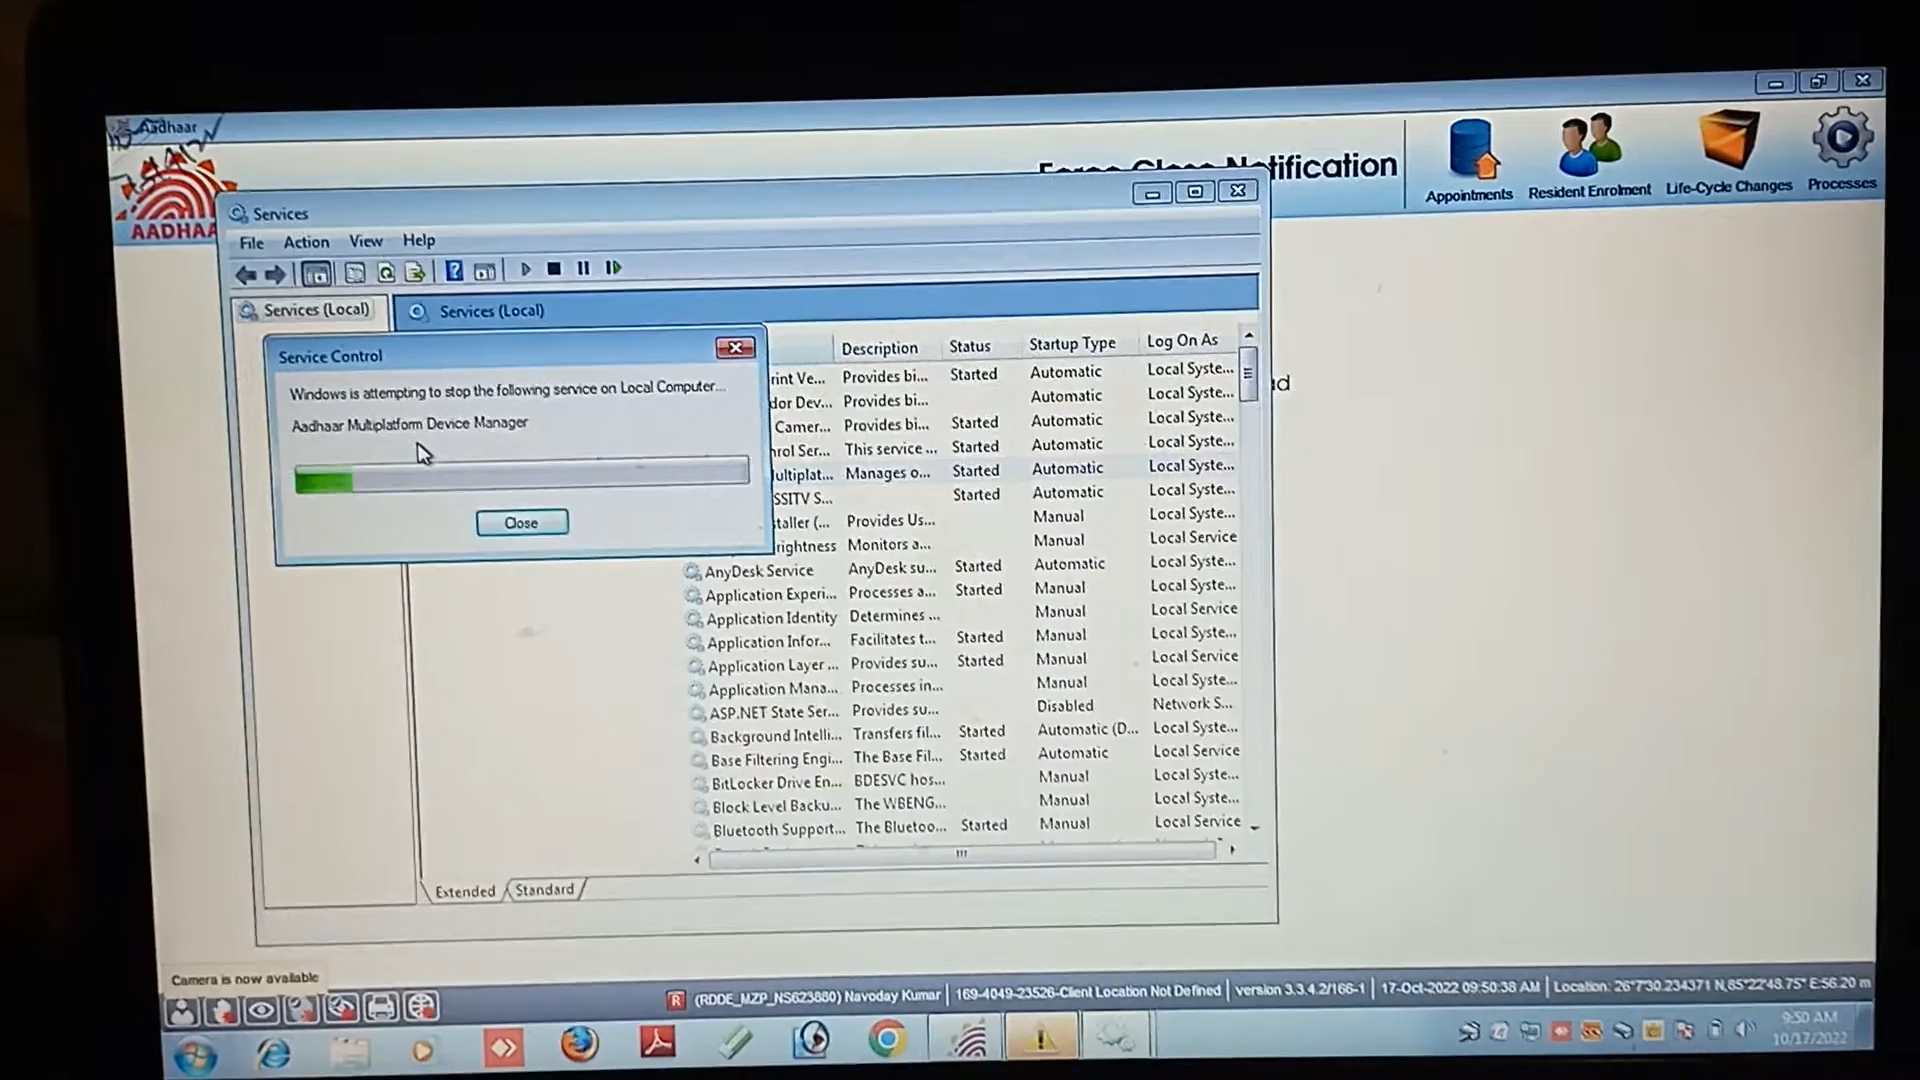 Aadhaar
AADHAA
tification
Appointments
Resident Enrolment
Life-Cycle Changes
Processes
Services
File Action View Help
Services (Local)
Services (Local)
Service Control
Windows is attempting to stop the following service on Local Computer...
Aadhaar Multiplatform Device Manager
Close
Description Status Startup Type Log On As
rint Ve... Provides bi... Started Automatic Local Syste...
dor Dev... Provides bi... Automatic Local Syste...
Camer... Provides bi... Started Automatic Local Syste...
rol Ser... This service ... Started Automatic Local Syste...
ultiplat... Manages o... Started Automatic Local Syste...
SSITV S... Started Automatic Local Syste...
taller (... Provides Us... Manual Local Syste...
rightness Monitors a... Manual Local Service
AnyDesk Service AnyDesk su... Started Automatic Local Syste...
Application Experi... Processes a... Started Manual Local Syste...
Application Identity Determines ... Manual Local Service
Application Infor... Facilitates t... Started Manual Local Syste...
Application Layer ... Provides su... Started Manual Local Service
Application Mana... Processes in... Manual Local Syste...
ASP.NET State Ser... Provides su... Disabled Network S...
Background Intelli... Transfers fil... Started Automatic (D... Local Syste...
Base Filtering Engi... The Base Fil... Started Automatic Local Service
BitLocker Drive En... BDESVC hos... Manual Local Syste...
Block Level Backu... The WBENG... Manual Local Syste...
Bluetooth Support... The Bluetoo... Started Manual Local Service
Extended Standard
Camera is now available
R (RDDE_MZP_NS623880) Navoday Kumar 169-4049-23526-Client Location Not Defined version 3.3.4.2/166-1 17-Oct-2022 09:50:38 AM Location: 26°7'30.234371 N,85°22'48.75" E:56.20 m
9:50 AM
10/17/2022